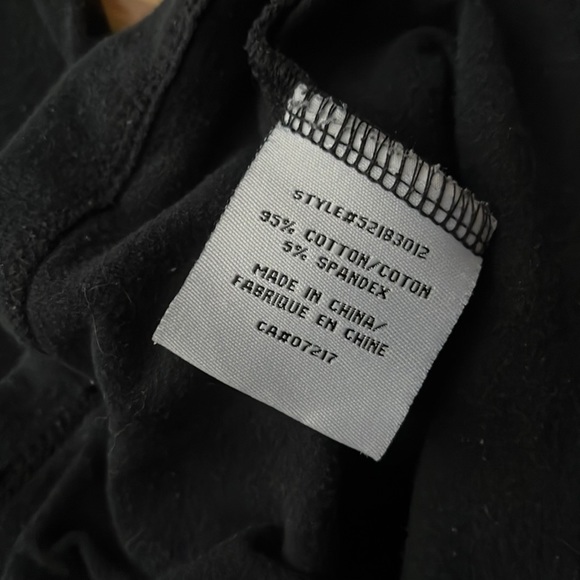 STYLE#52183012
95% COTTON/COTON
5% SPANDEX
MADE IN CHINA/
FABRIQUE EN CHINE
CA#07217